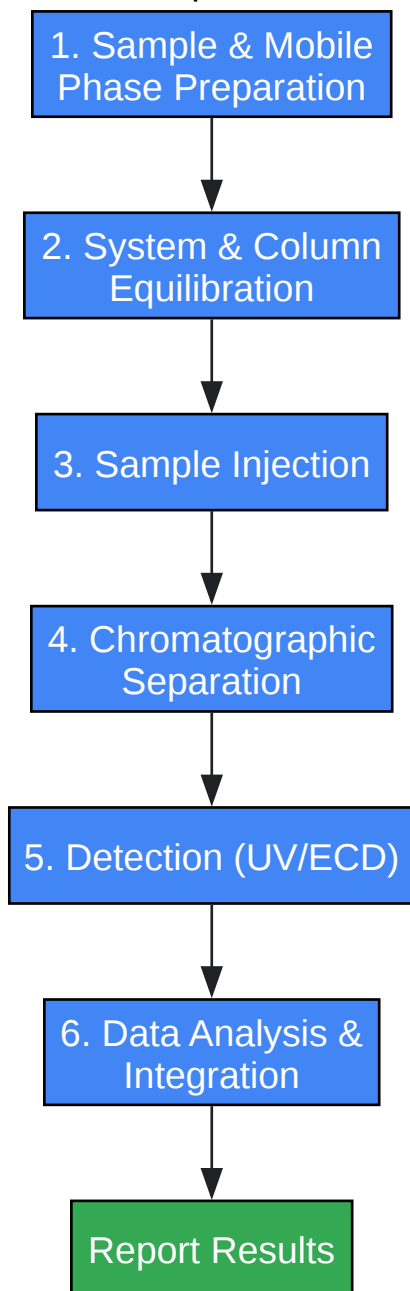 1. Sample & Mobile
Phase Preparation
2. System & Column
Equilibration
3. Sample Injection
4. Chromatographic
Separation
5. Detection (UV/ECD)
6. Data Analysis &
Integration
Report Results